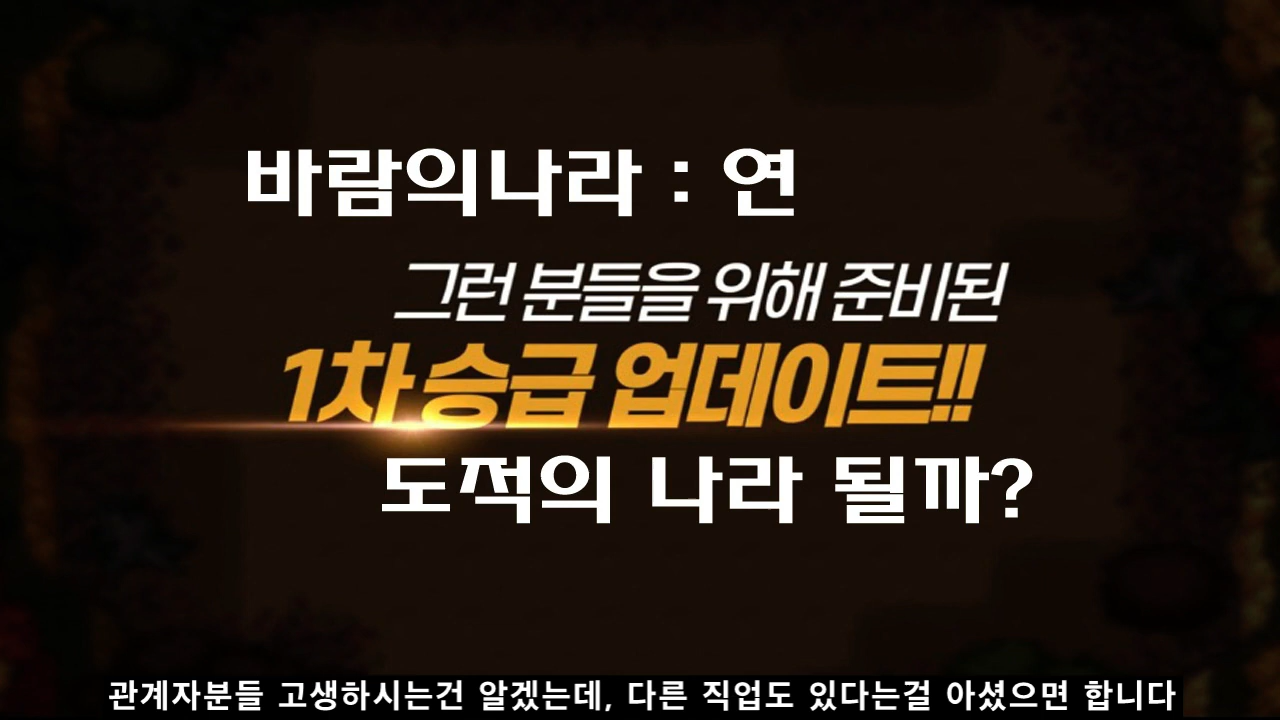 바람의나라 : 연
그런 분들을 위해 준비된
1차 승급 업데이트!!
도적의 나라 될까?
관계자분들 고생하시는건 알겠는데, 다른 직업도 있다는걸 아셨으면 합니다